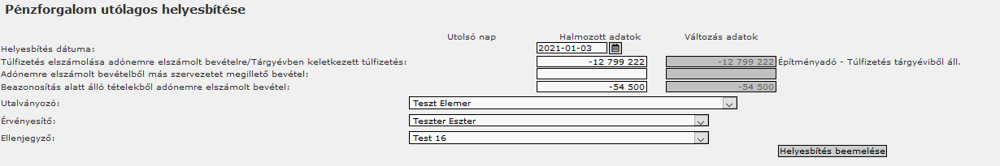 Pénzforgalom utólagos helyesbítése
Utolsó nap Halmozott adatok Változás adatok
Helyesbítés dátuma: 2021-01-03
Túlfizetés elszámolása adónemre elszámolt bevételre/Tárgyévben keletkezett túlfizetés: -12 799 222 -12 799 222 Építményadó - Túlfizetés tárgyéviből áll.
Adónemre elszámolt bevételből más szervezetet megillető bevétel:
Beazonosítás alatt álló tételekből adónemre elszámolt bevétel: -54 500 -54 500
Utalványozó: Teszt Elemer
Érvényesítő: Teszter Eszter
Ellenjegyző: Test 16
Helyesbítés beemelése